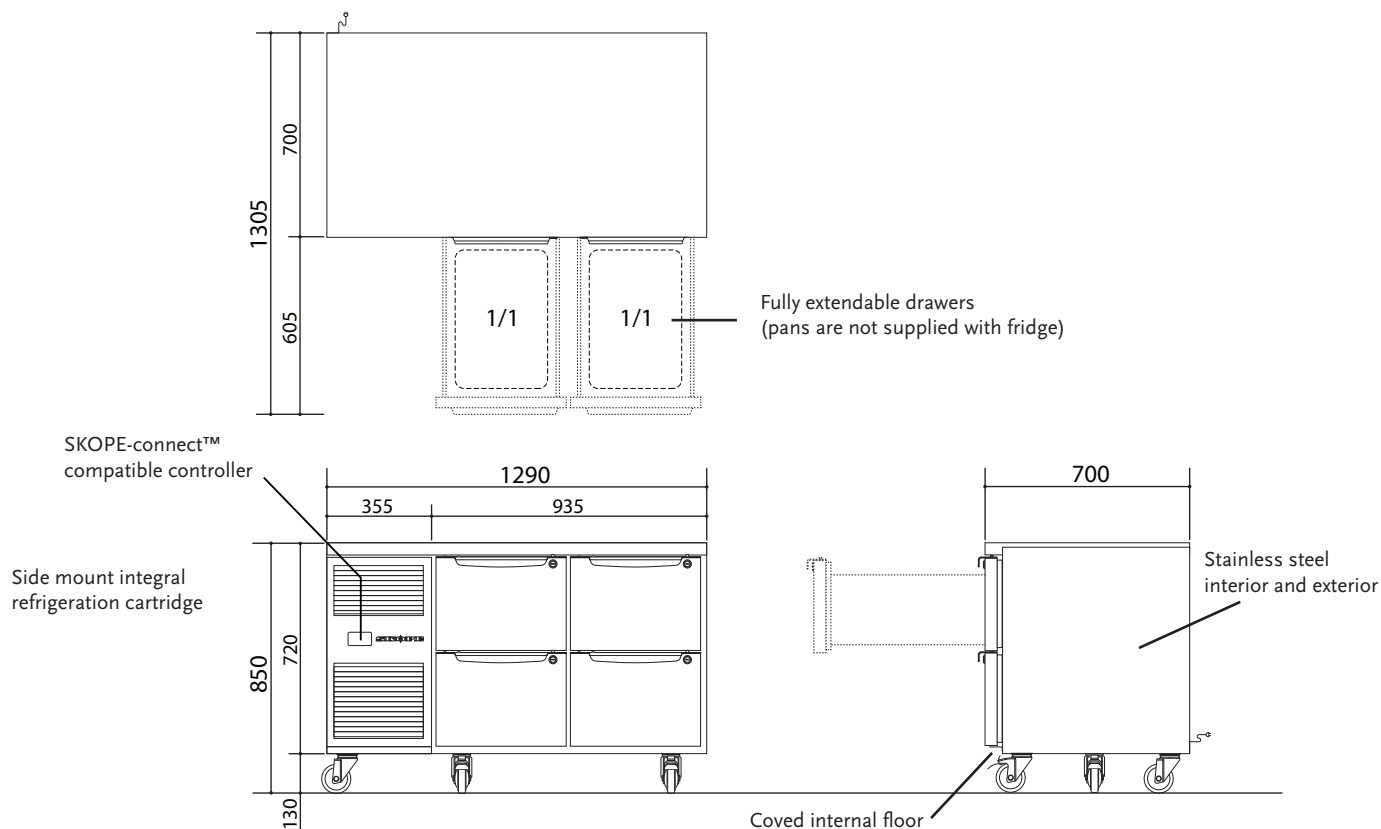 700
1305
605
1/1
1/1
Fully extendable drawers
(pans are not supplied with fridge)
SKOPE-connect™
compatible controller
1290
700
355
935
Side mount integral
refrigeration cartridge
SKOPE
Stainless steel
interior and exterior
720
850
130
Coved internal floor